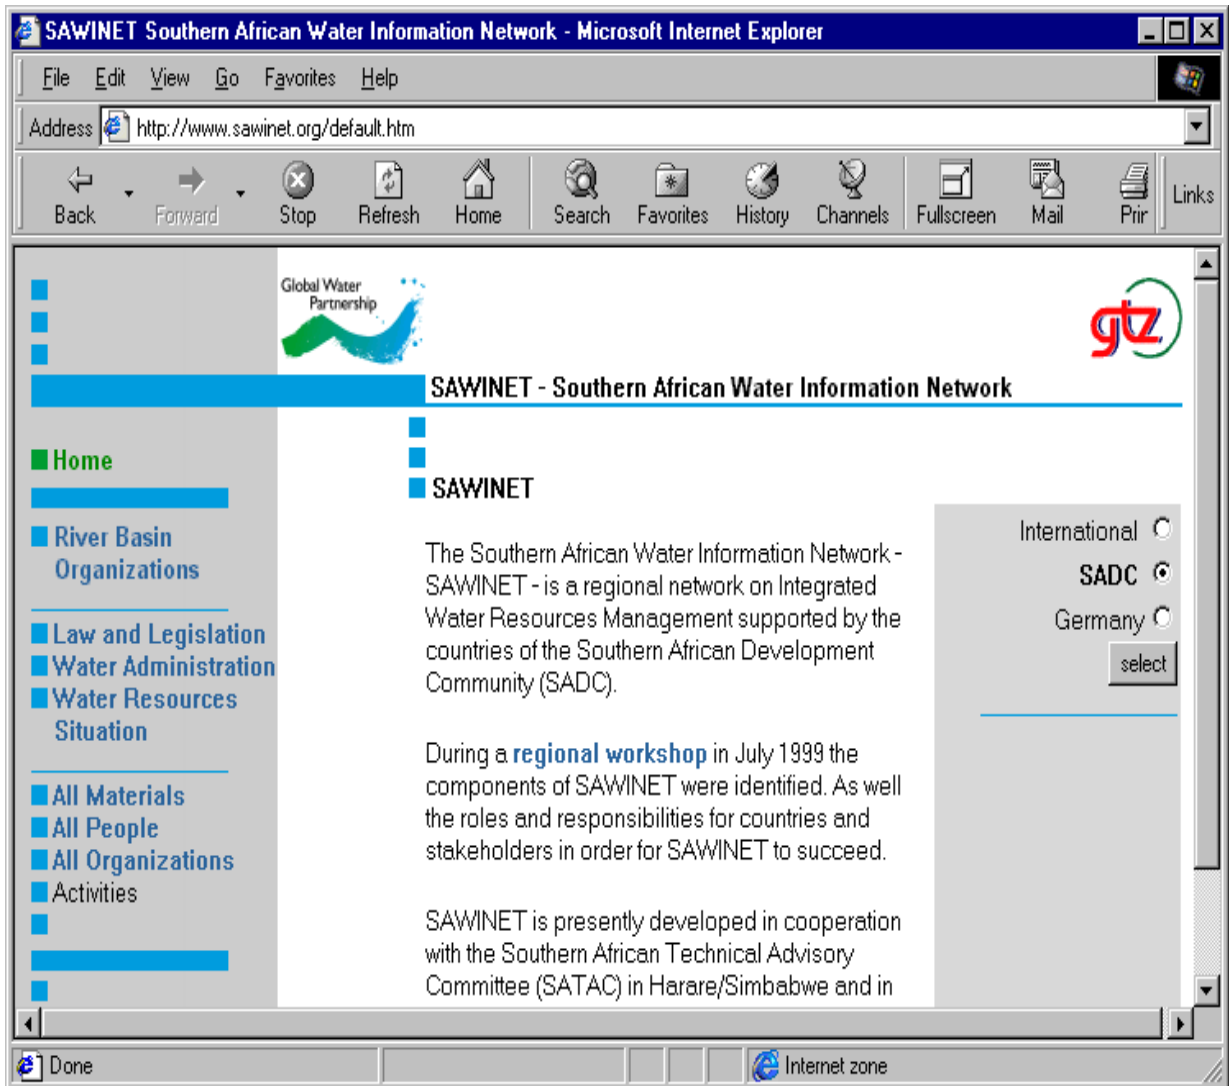 SAWINET Southern African Water Information Network - Microsoft Internet Explorer
File Edit View Go Favorites Help
Address http://www.sawinet.org/default.htm
Back Forward Stop Refresh Home Search Favorites History Channels Fullscreen Mail Prir Links
Global Water
Partnership
gtz
SAWINET - Southern African Water Information Network
Home
River Basin
Organizations
Law and Legislation
Water Administration
Water Resources
Situation
All Materials
All People
All Organizations
Activities
SAWINET
The Southern African Water Information Network -
SAWINET - is a regional network on Integrated
Water Resources Management supported by the
countries of the Southern African Development
Community (SADC).
During a regional workshop in July 1999 the
components of SAWINET were identified. As well
the roles and responsibilities for countries and
stakeholders in order for SAWINET to succeed.
SAWINET is presently developed in cooperation
with the Southern African Technical Advisory
Committee (SATAC) in Harare/Simbabwe and in
International
SADC
Germany
select
Done
Internet zone